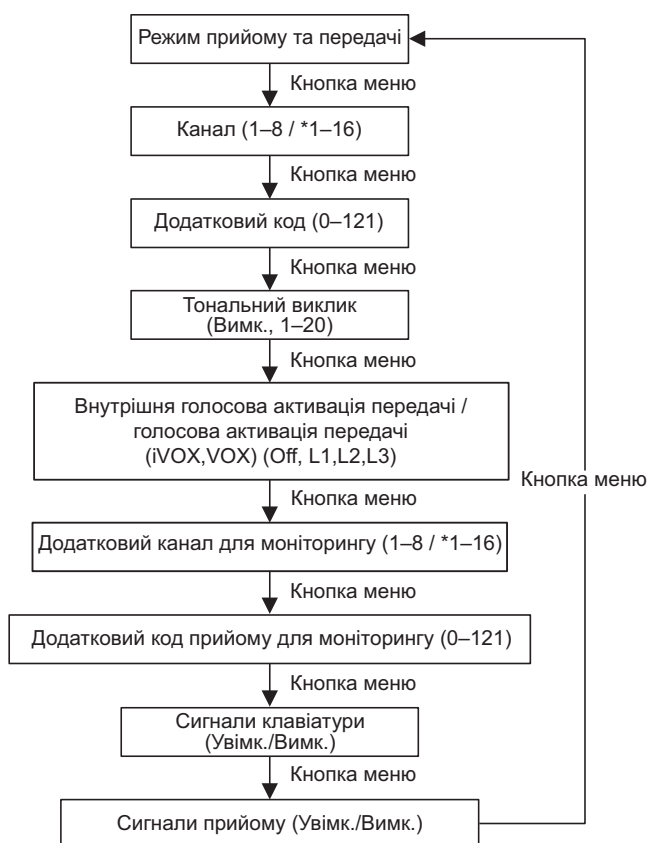 Режим прийому та передачі
Кнопка меню
Канал (1–8 / *1–16)
Кнопка меню
Додатковий код (0–121)
Кнопка меню
Тональний виклик
(Вимк., 1–20)
Кнопка меню
Внутрішня голосова активація передачі /
голосова активація передачі
(iVOX,VOX) (Off, L1,L2,L3)
Кнопка меню
Кнопка меню
Додатковий канал для моніторингу (1–8 / *1–16)
Кнопка меню
Додатковий код прийому для моніторингу (0–121)
Кнопка меню
Сигнали клавіатури
(Увімк./Вимк.)
Кнопка меню
Сигнали прийому (Увімк./Вимк.)